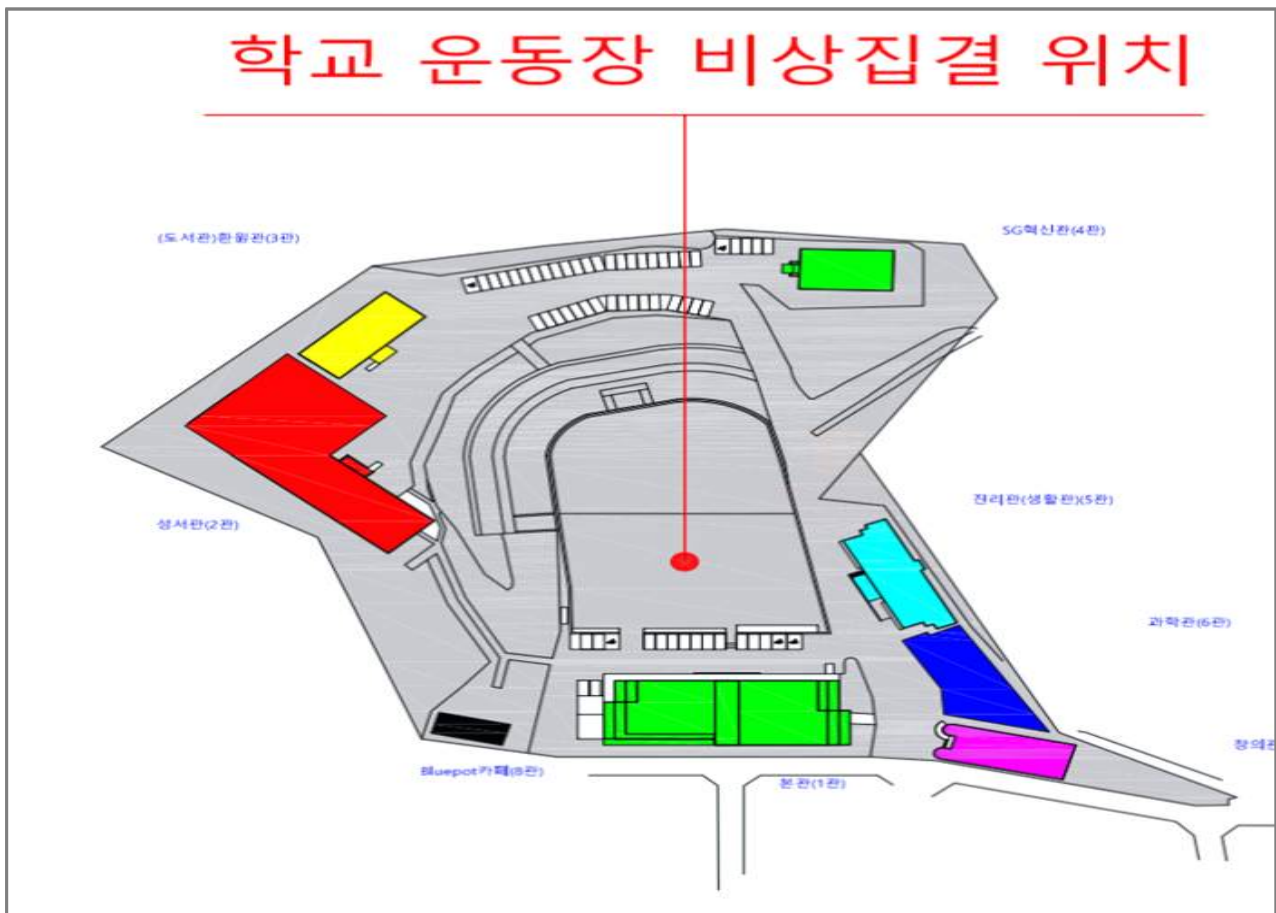 학교 운동장 비상집결 위치
(도서관)환원관(3관)
SG혁신관(4관)
성서관(2관)
진리관(생활관)(5관)
과학관(6관)
창의관
Bluepot카페(8관)
본관(1관)